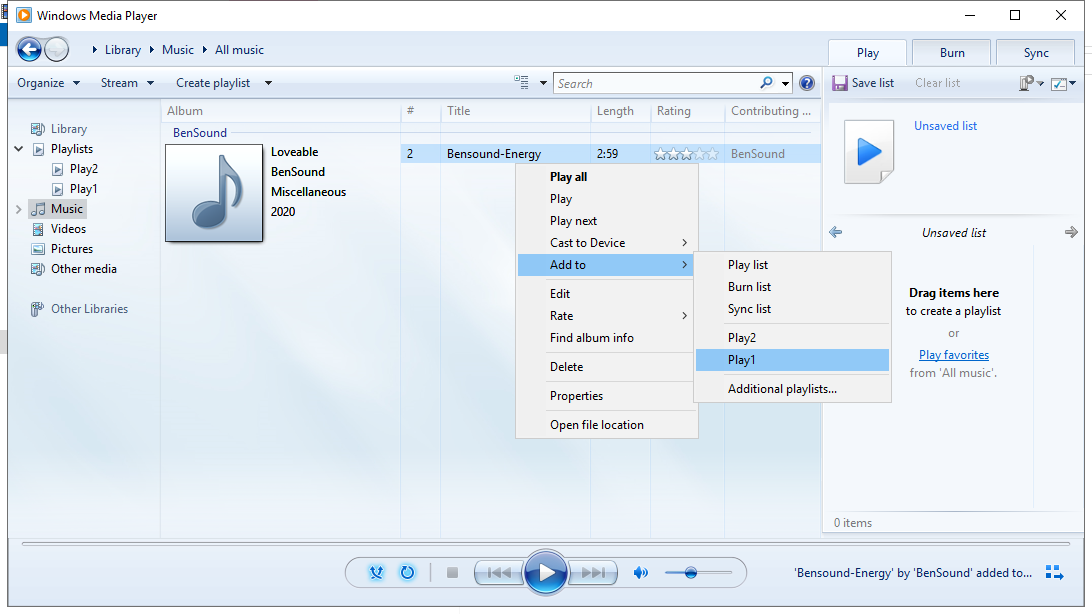 Windows Media Player
Library Music All music
Play Burn Sync
Organize Stream Create playlist
Search
Save list Clear list
Library
Playlists
Play2
Play1
Music
Videos
Pictures
Other media
Other Libraries
Album # Title Length Rating Contributing ...
BenSound
Loveable
BenSound
Miscellaneous
2020
2 Bensound-Energy 2:59 BenSound
Play all
Play
Play next
Cast to Device
Add to
Edit
Rate
Find album info
Delete
Properties
Open file location
Play list
Burn list
Sync list
Play2
Play1
Additional playlists...
Unsaved list
Unsaved list
Drag items here
to create a playlist
or
Play favorites
from 'All music'.
0 items
'Bensound-Energy' by 'BenSound' added to...